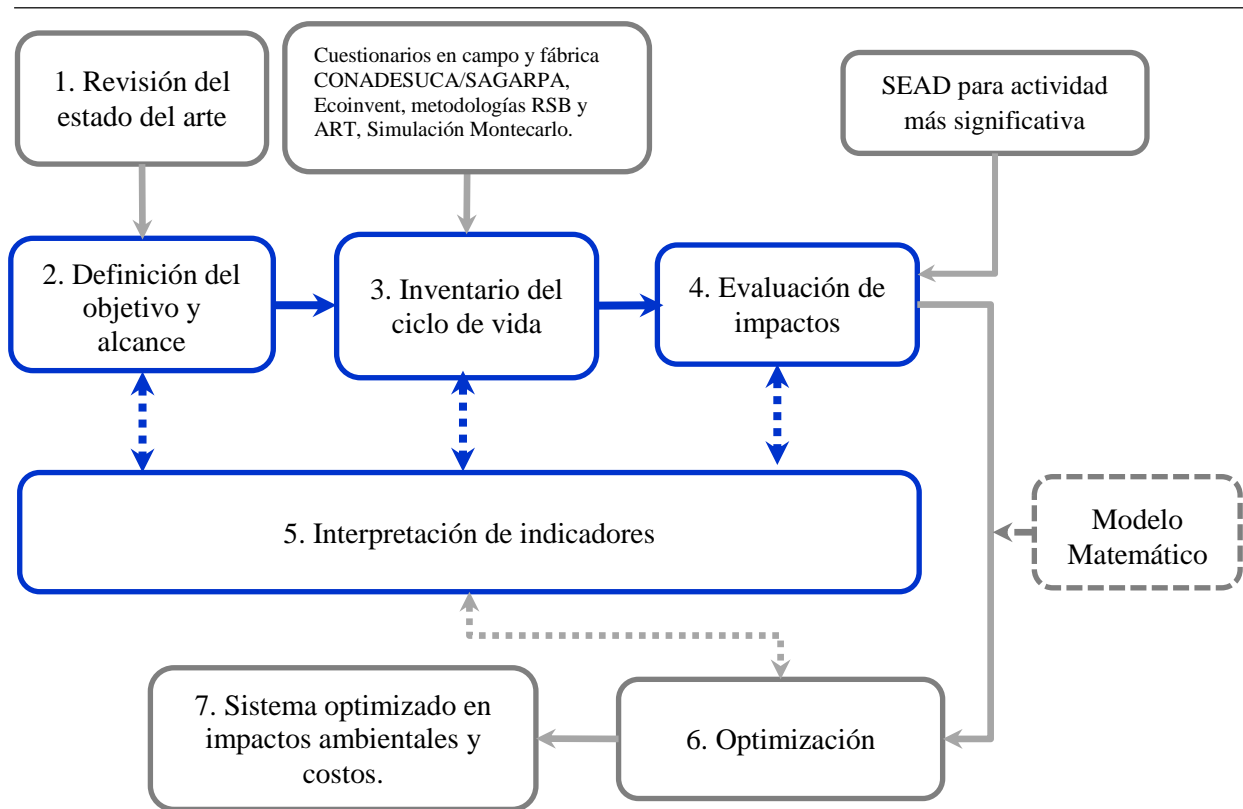 1. Revisión del
estado del arte
Cuestionarios en campo y fábrica
CONADESUCA/SAGARPA,
Ecoinvent, metodologías RSB y
ART, Simulación Montecarlo.
SEAD para actividad
más significativa
2. Definición del
objetivo y
alcance
3. Inventario del
ciclo de vida
4. Evaluación de
impactos
5. Interpretación de indicadores
Modelo
Matemático
7. Sistema optimizado en
impactos ambientales y
costos.
6. Optimización